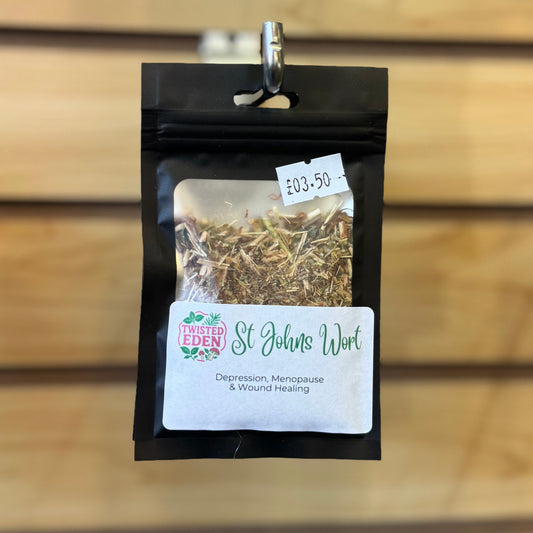 £03.50
TWISTED
EDEN
St Johns Wort
Depression, Menopause
& Wound Healing